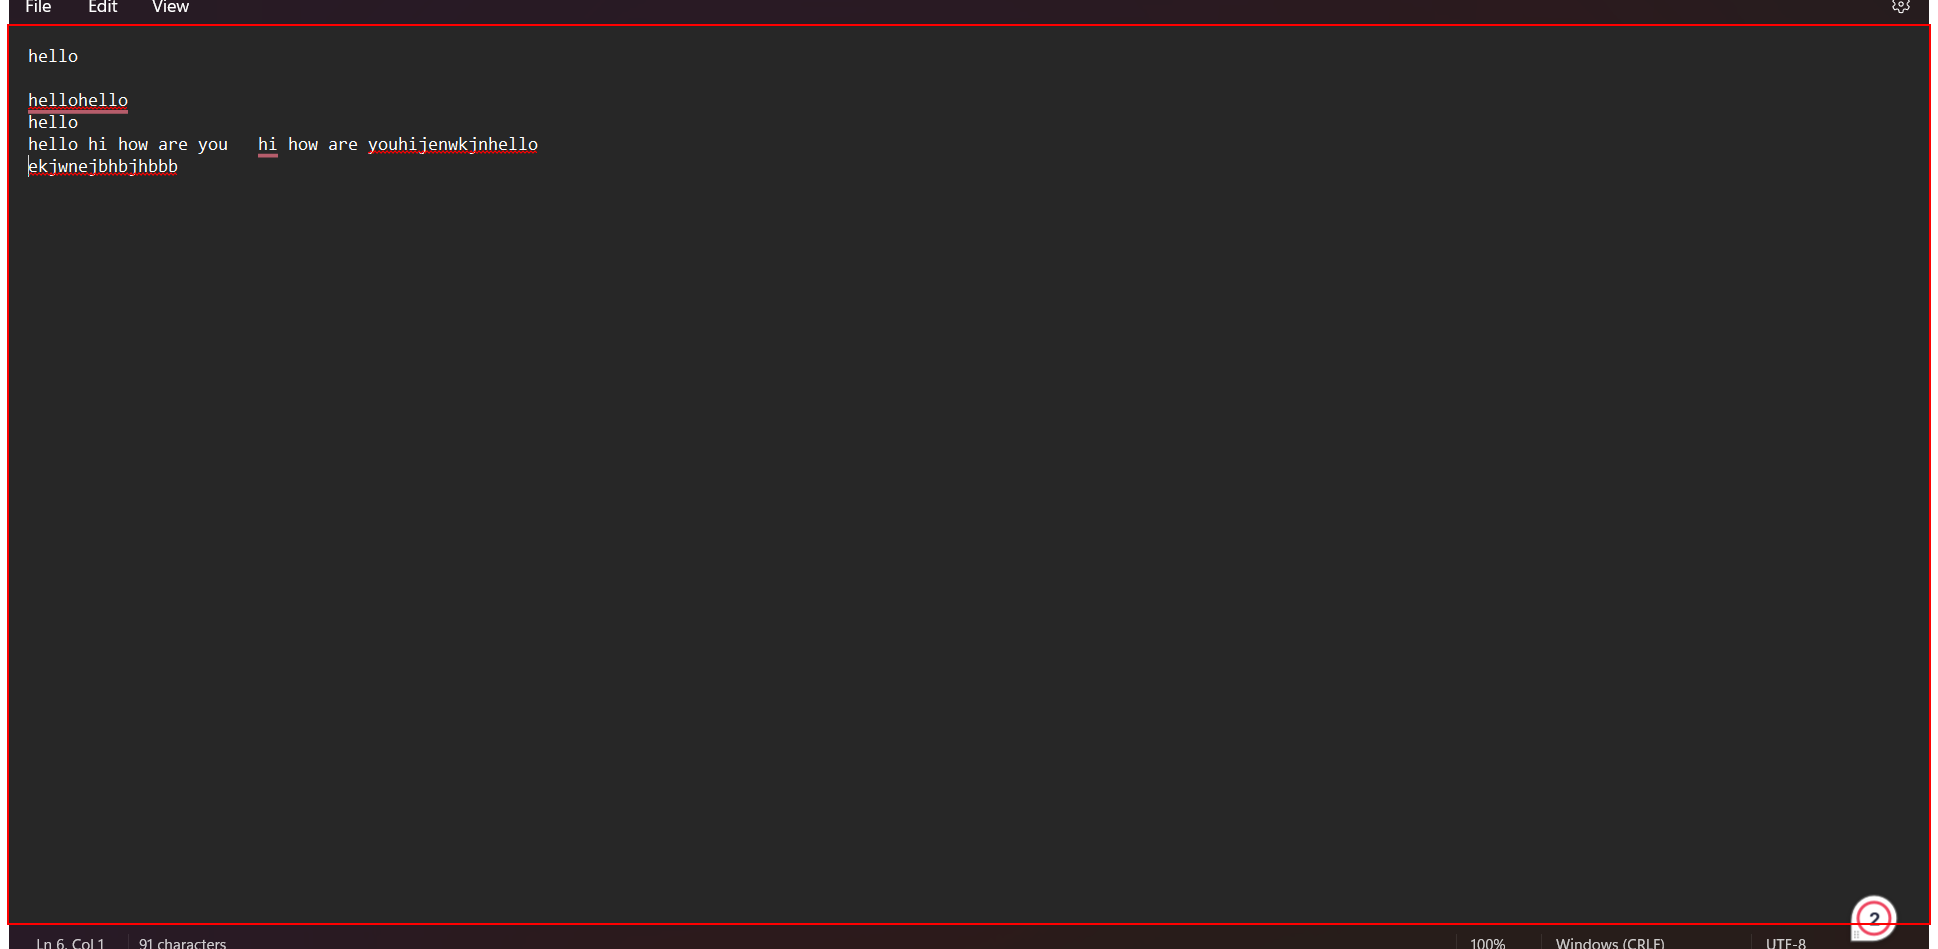 File Edit View
hello
hellohello
hello
hello hi how are you   hi how are youhijenwkjnhello
ekjwnejbhbjhbbb
2
Ln 6, Col 1 91 characters 100% Windows (CRLF) UTF-8